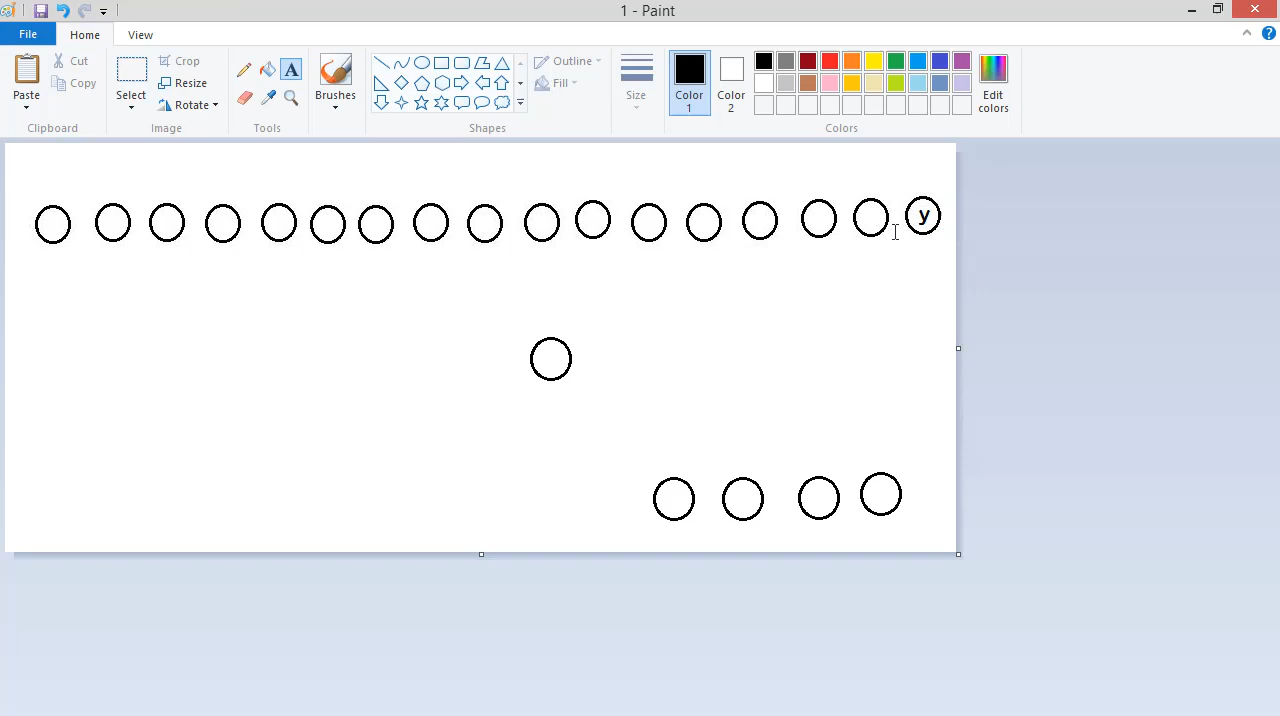 1 - Paint
File Home View
Paste Cut Copy
Select Crop Resize Rotate
A
Brushes
Outline Fill
Size
Color 1
Color 2
Edit colors
Clipboard Image Tools Shapes Colors
y